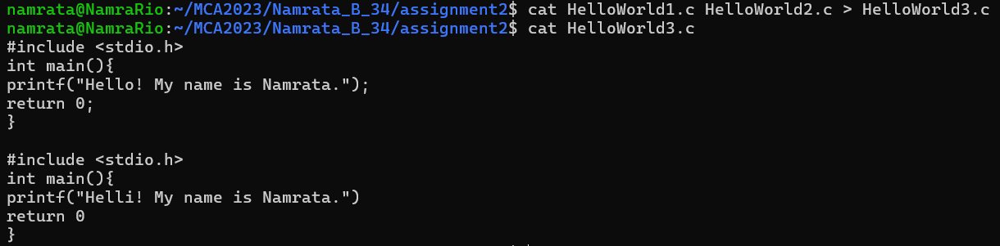 namrata@NamraRio:~/MCA2023/Namrata_B_34/assignment2$ cat HelloWorld1.c HelloWorld2.c > HelloWorld3.c
namrata@NamraRio:~/MCA2023/Namrata_B_34/assignment2$ cat HelloWorld3.c
#include <stdio.h>
int main(){
printf("Hello! My name is Namrata.");
return 0;
}

#include <stdio.h>
int main(){
printf("Helli! My name is Namrata.")
return 0
}